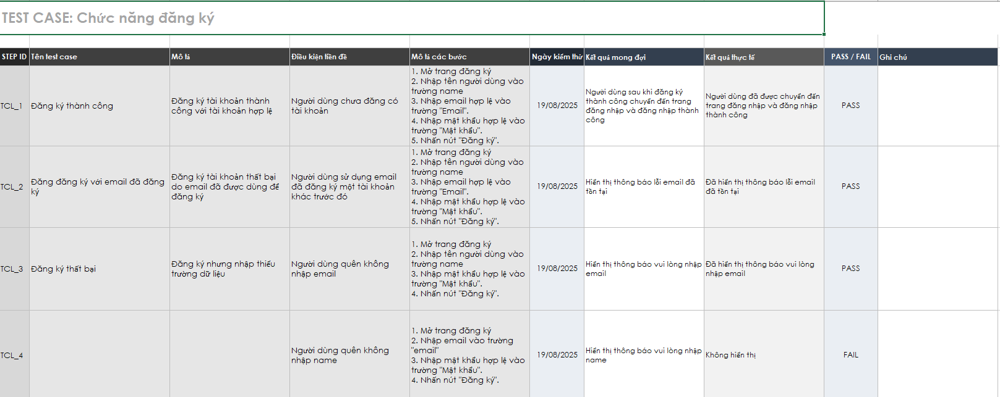 TEST CASE: Chức năng đăng ký
STEP ID Tên test case Mô tả Điều kiện tiền đề Mô tả các bước Ngày kiểm thử Kết quả mong đợi Kết quả thực tế PASS / FAIL Ghi chú
TCL_1
Đăng ký thành công
Đăng ký tài khoản thành
công với tài khoản hợp lệ
Người dùng chưa đăng có
tài khoản
1. Mở trang đăng ký
2. Nhập tên người dùng vào
trường name
3. Nhập email hợp lệ vào
trường "Email".
4. Nhập mật khẩu hợp lệ vào
trường "Mật khẩu".
5. Nhấn nút "Đăng ký".
19/08/2025
Người dùng sau khi đăng ký
thành công chuyển đến trang
đăng nhập và đăng nhập thành
công
Người dùng đã được chuyển đến
trang đăng nhập và đăng nhập
thành công
PASS
TCL_2
Đăng đăng ký với email đã đăng
ký
Đăng ký tài khoản thất bại
do email đã được dùng để
đăng ký
Người dùng sử dụng email
đã đăng ký một tài khoản
khác trước đó
1. Mở trang đăng ký
2. Nhập tên người dùng vào
trường name
3. Nhập email hợp lệ vào
trường "Email".
4. Nhập mật khẩu hợp lệ vào
trường "Mật khẩu".
5. Nhấn nút "Đăng ký".
19/08/2025
Hiển thị thông báo lỗi email đã
tồn tại
Đã hiển thị thông báo lỗi email
đã tồn tại
PASS
TCL_3
Đăng ký thất bại
Đăng ký nhưng nhập thiếu
trường dữ liệu
Người dùng quên không
nhập email
1. Mở trang đăng ký
2. Nhập tên người dùng vào
trường name
3. Nhập mật khẩu hợp lệ vào
trường "Mật khẩu".
4. Nhấn nút "Đăng ký".
19/08/2025
Hiển thị thông báo vui lòng nhập
email
Đã hiển thị thông báo vui lòng
nhập email
PASS
TCL_4
Người dùng quên không
nhập name
1. Mở trang đăng ký
2. Nhập email vào trường
"email"
3. Nhập mật khẩu hợp lệ vào
trường "Mật khẩu".
4. Nhấn nút "Đăng ký".
19/08/2025
Hiển thị thông báo vui lòng nhập
name
Không hiển thị
FAIL